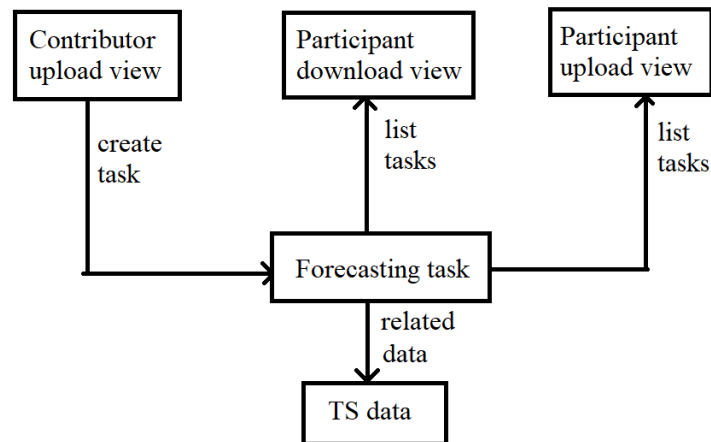 Contributor
upload view
Participant
download view
Participant
upload view
create
task
list
tasks
list
tasks
Forecasting task
related
data
TS data